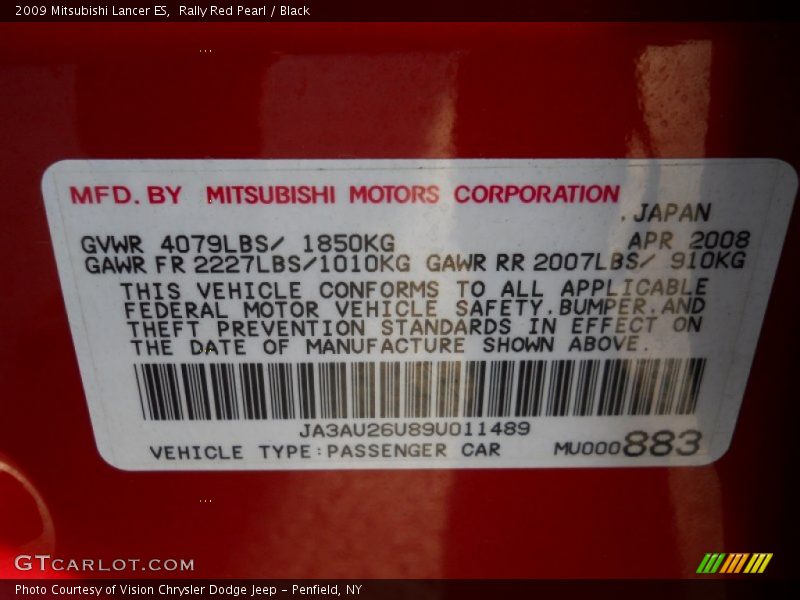 2009 Mitsubishi Lancer ES,  Rally Red Pearl / Black
MFD. BY MITSUBISHI MOTORS CORPORATION
.JAPAN
GVWR 4079LBS/ 1850KG APR 2008
GAWR FR 2227LBS/1010KG GAWR RR 2007LBS/ 910KG
THIS VEHICLE CONFORMS TO ALL APPLICABLE
FEDERAL MOTOR VEHICLE SAFETY,BUMPER,AND
THEFT PREVENTION STANDARDS IN EFFECT ON
THE DATE OF MANUFACTURE SHOWN ABOVE.
JA3AU26U89U011489
VEHICLE TYPE:PASSENGER CAR MU000883
GTCARLOT.COM
Photo Courtesy of Vision Chrysler Dodge Jeep - Penfield, NY